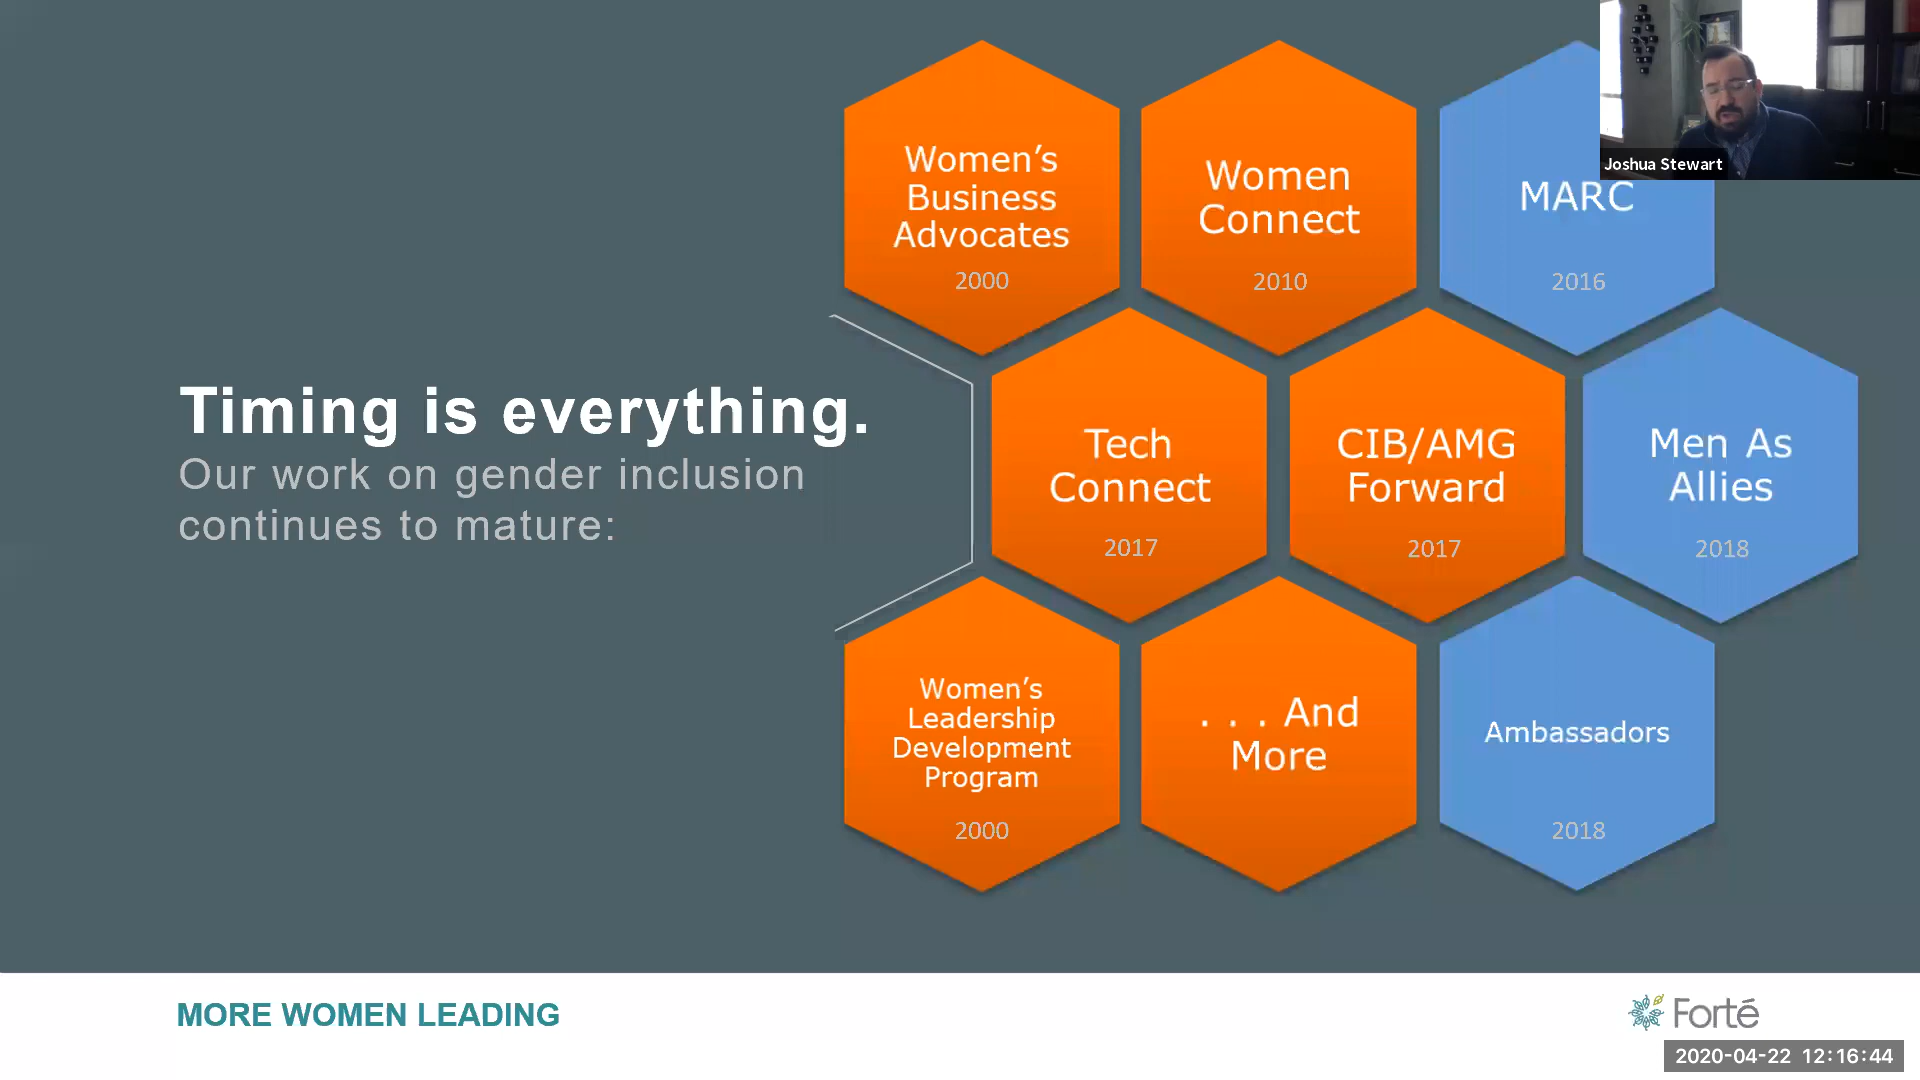 Timing is everything.
Our work on gender inclusion
continues to mature:
Women’s
Business
Advocates
2000
Women
Connect
2010
MARC
2016
Tech
Connect
2017
CIB/AMG
Forward
2017
Men As
Allies
2018
Women’s
Leadership
Development
Program
2000
. . . And
More
Ambassadors
2018
Joshua Stewart
MORE WOMEN LEADING
Forté
2020-04-22 12:16:44